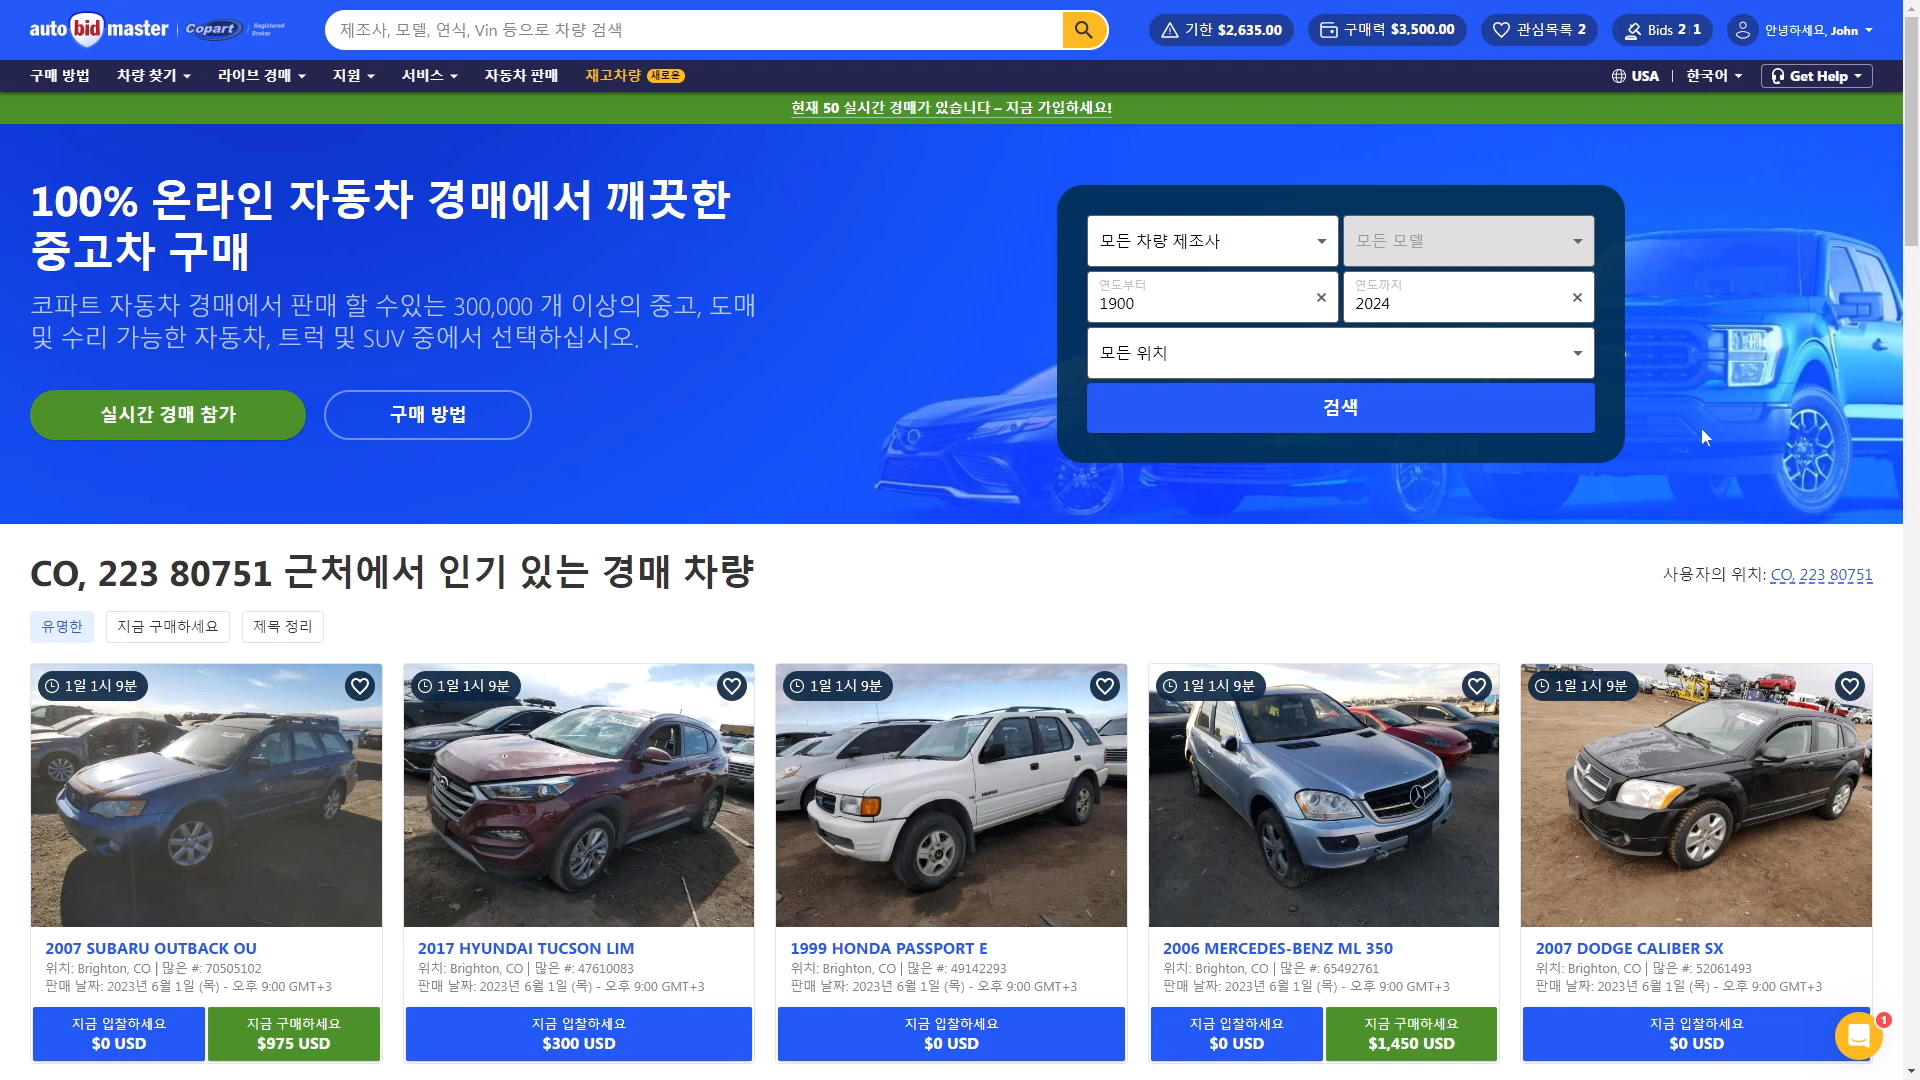 auto bid master Copart Registered Broker
제조사, 모델, 연식, Vin 등으로 차량 검색
기한 $2,635.00
구매력 $3,500.00
관심목록 2
Bids 2 | 1
안녕하세요, John
구매 방법 차량 찾기 라이브 경매 지원 서비스 자동차 판매 재고차량 새로운
USA | 한국어 Get Help
현재 50 실시간 경매가 있습니다 – 지금 가입하세요!
100% 온라인 자동차 경매에서 깨끗한
중고차 구매
코파트 자동차 경매에서 판매 할 수있는 300,000 개 이상의 중고, 도매
및 수리 가능한 자동차, 트럭 및 SUV 중에서 선택하십시오.
실시간 경매 참가 구매 방법
모든 차량 제조사 모든 모델
연도부터 연도까지
1900 2024
모든 위치
검색
CO, 223 80751 근처에서 인기 있는 경매 차량
사용자의 위치: CO, 223 80751
유명한 지금 구매하세요 제목 정리
1일 1시 9분
2007 SUBARU OUTBACK OU
위치: Brighton, CO | 많은 #: 70505102
판매 날짜: 2023년 6월 1일 (목) - 오후 9:00 GMT+3
지금 입찰하세요 지금 구매하세요
$0 USD $975 USD
1일 1시 9분
2017 HYUNDAI TUCSON LIM
위치: Brighton, CO | 많은 #: 47610083
판매 날짜: 2023년 6월 1일 (목) - 오후 9:00 GMT+3
지금 입찰하세요
$300 USD
1일 1시 9분
1999 HONDA PASSPORT E
위치: Brighton, CO | 많은 #: 49142293
판매 날짜: 2023년 6월 1일 (목) - 오후 9:00 GMT+3
지금 입찰하세요
$0 USD
1일 1시 9분
2006 MERCEDES-BENZ ML 350
위치: Brighton, CO | 많은 #: 65492761
판매 날짜: 2023년 6월 1일 (목) - 오후 9:00 GMT+3
지금 입찰하세요 지금 구매하세요
$0 USD $1,450 USD
1일 1시 9분
2007 DODGE CALIBER SX
위치: Brighton, CO | 많은 #: 52061493
판매 날짜: 2023년 6월 1일 (목) - 오후 9:00 GMT+3
지금 입찰하세요
$0 USD
1